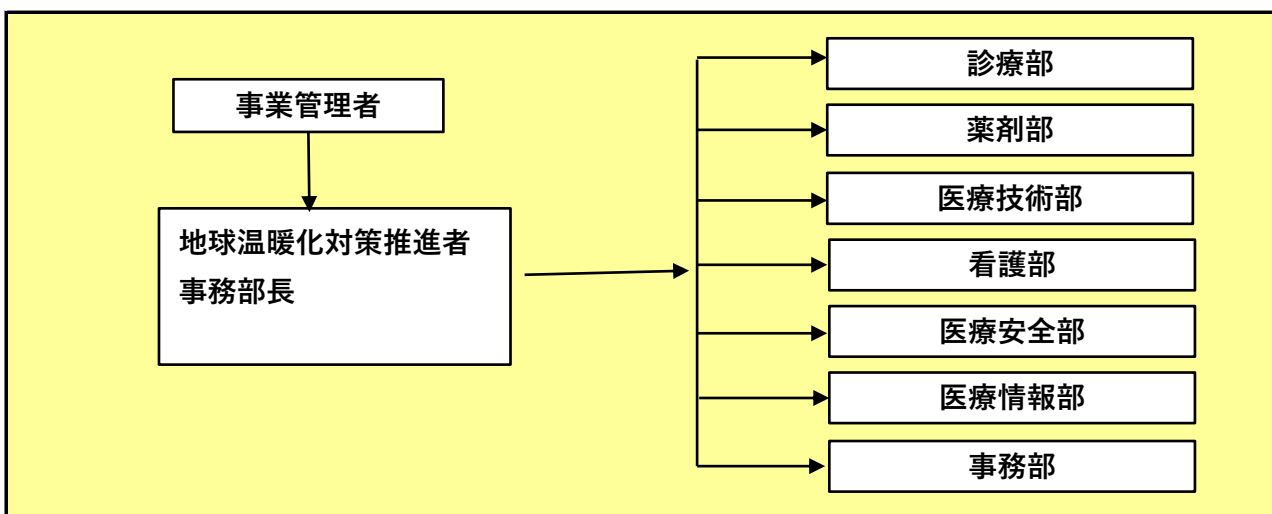 事業管理者
地球温暖化対策推進者
事務部長
診療部
薬剤部
医療技術部
看護部
医療安全部
医療情報部
事務部